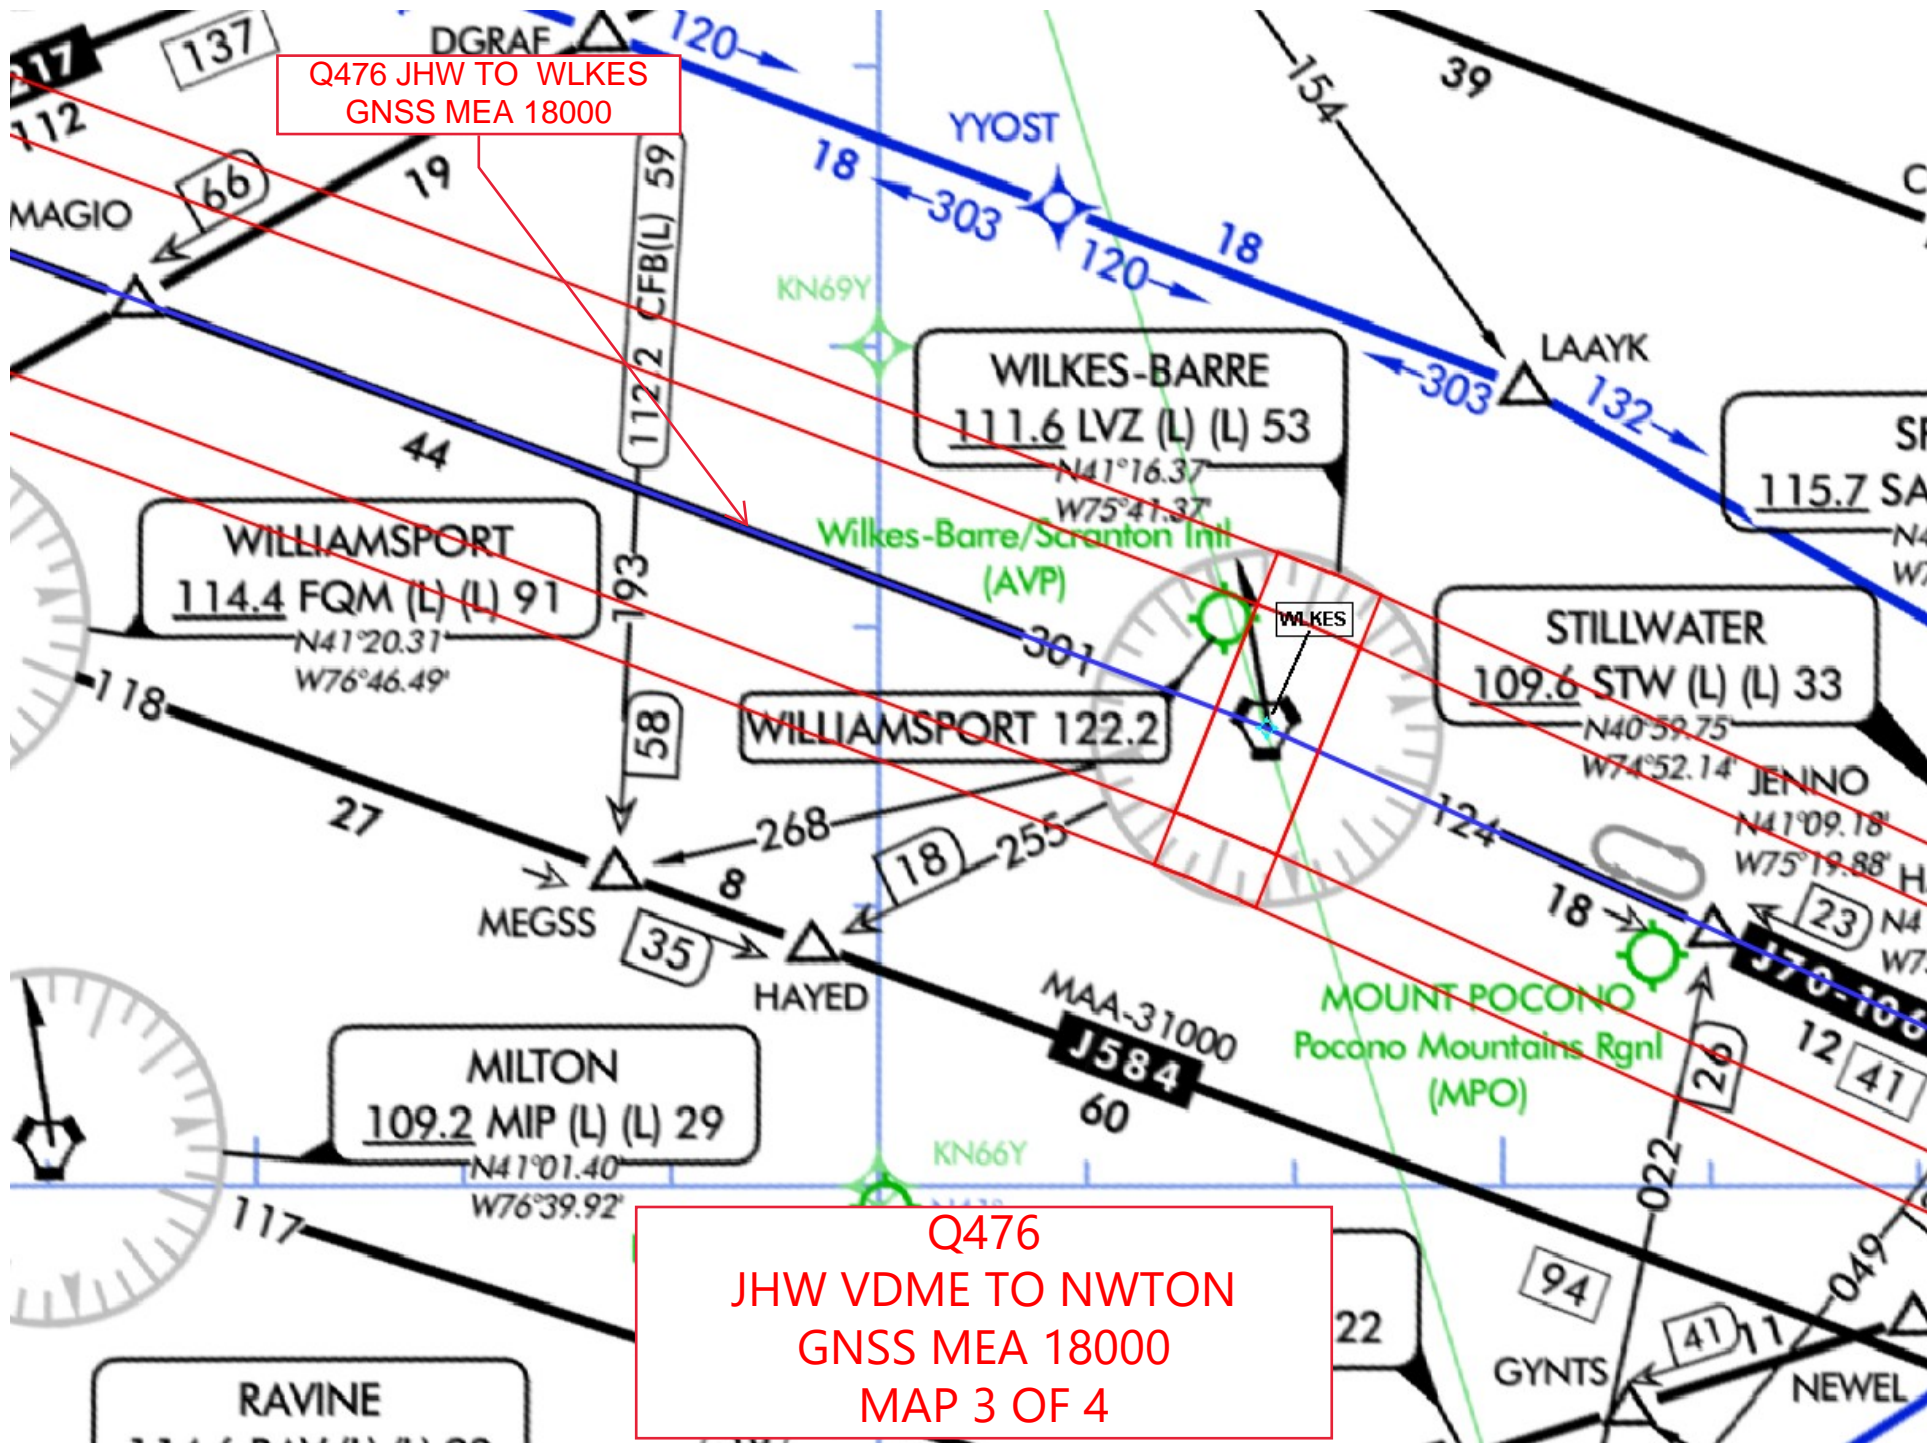 137
DGRAF
120
39
154
Q476 JHW TO WLKES
GNSS MEA 18000
112
YYOST
18
303
18
120
19
66
CFB(L) 59
112.2
MAGIO
KN69Y
LAAYK
303
132
WILKES-BARRE
111.6 LVZ (L) (L) 53
N41°16.37'
W75°41.37'
115.7 SA
44
Wilkes-Barre/Scranton Intl
(AVP)
WILLIAMSPORT
114.4 FQM (L) (L) 91
N41°20.31'
W76°46.49'
193
WLKES
301
STILLWATER
109.6 STW (L) (L) 33
N40°59.75'
W74°52.14'
118
58
WILLIAMSPORT 122.2
JENNO
N41°09.18'
W75°19.88'
124
27
268
18
255
8
MEGSS
35
HAYED
18
23
N4
J70-106
12
41
MAA-31000
J584
60
MOUNT POCONO
Pocono Mountains Rgnl
(MPO)
26
022
MILTON
109.2 MIP (L) (L) 29
N41°01.40'
W76°39.92'
KN66Y
117
Q476
JHW VDME TO NWTON
GNSS MEA 18000
MAP 3 OF 4
22
94
049
41
11
GYNTS
NEWEL
RAVINE